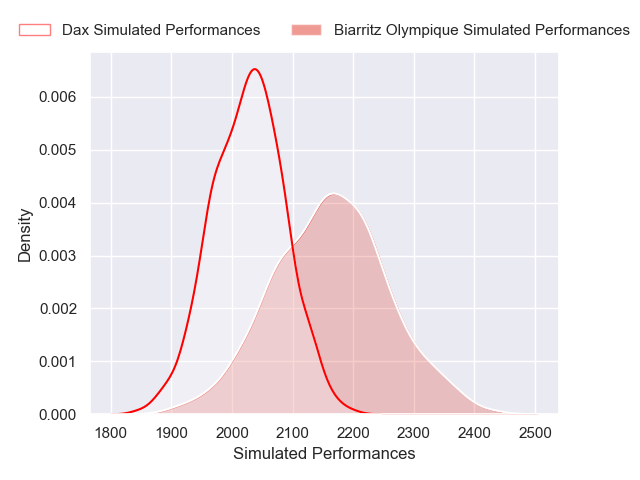 Dax Simulated Performances
Biarritz Olympique Simulated Performances
0.006
0.005
0.004
0.003
0.002
0.001
0.000
Density
1800 1900 2000 2100 2200 2300 2400 2500
Simulated Performances